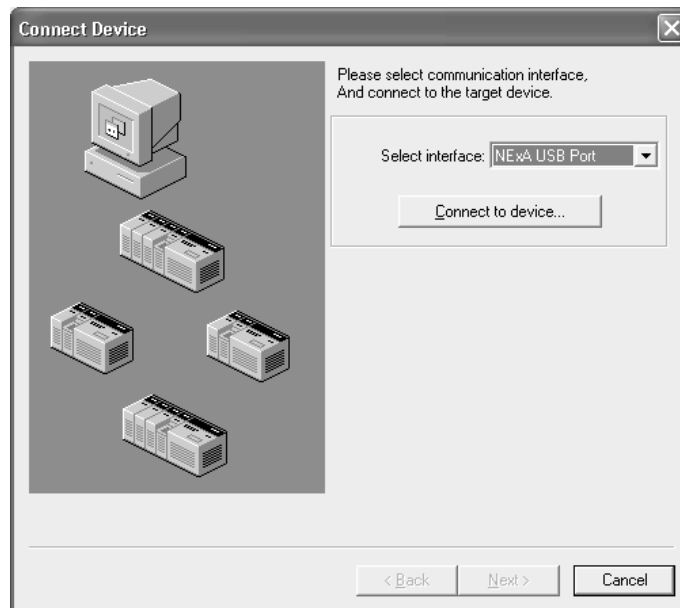 Connect Device
Please select communication interface,
And connect to the target device.
Select interface: NExA USB Port
Connect to device...
< Back Next > Cancel